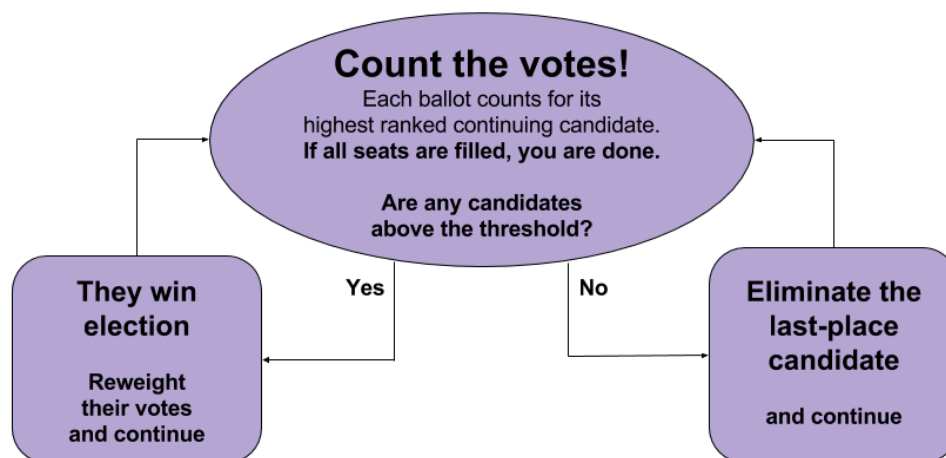 Count the votes!
Each ballot counts for its
highest ranked continuing candidate.
If all seats are filled, you are done.
Are any candidates
above the threshold?
Yes
No
They win
election
Reweight
their votes
and continue
Eliminate the
last-place
candidate
and continue